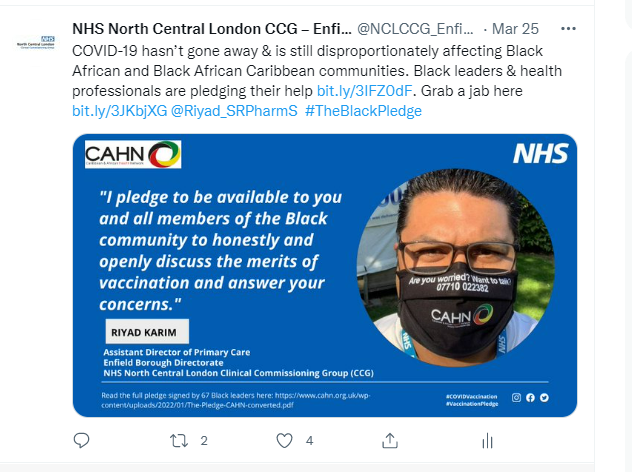 NHS North Central London CCG – Enfi... @NCLCCG_Enfi... · Mar 25 ...
COVID-19 hasn't gone away & is still disproportionately affecting Black
African and Black African Caribbean communities. Black leaders & health
professionals are pledging their help bit.ly/3IFZ0dF. Grab a jab here
bit.ly/3JKbjXG @Riyad_SRPharmS #TheBlackPledge
CAHN
NHS
"I pledge to be available to you
and all members of the Black
community to honestly and
openly discuss the merits of
vaccination and answer your
concerns."
Are you worried? Want to talk?
07710 022382
CAHN
NHS
RIYAD KARIM
Assistant Director of Primary Care
Enfield Borough Directorate
NHS North Central London Clinical Commissioning Group (CCG)
Read the full pledge signed by 67 Black leaders here: https://www.cahn.org.uk/wp-
content/uploads/2022/01/The-Pledge-CAHN-converted.pdf
#COVIDVaccination
#VaccinationPledge
2
4